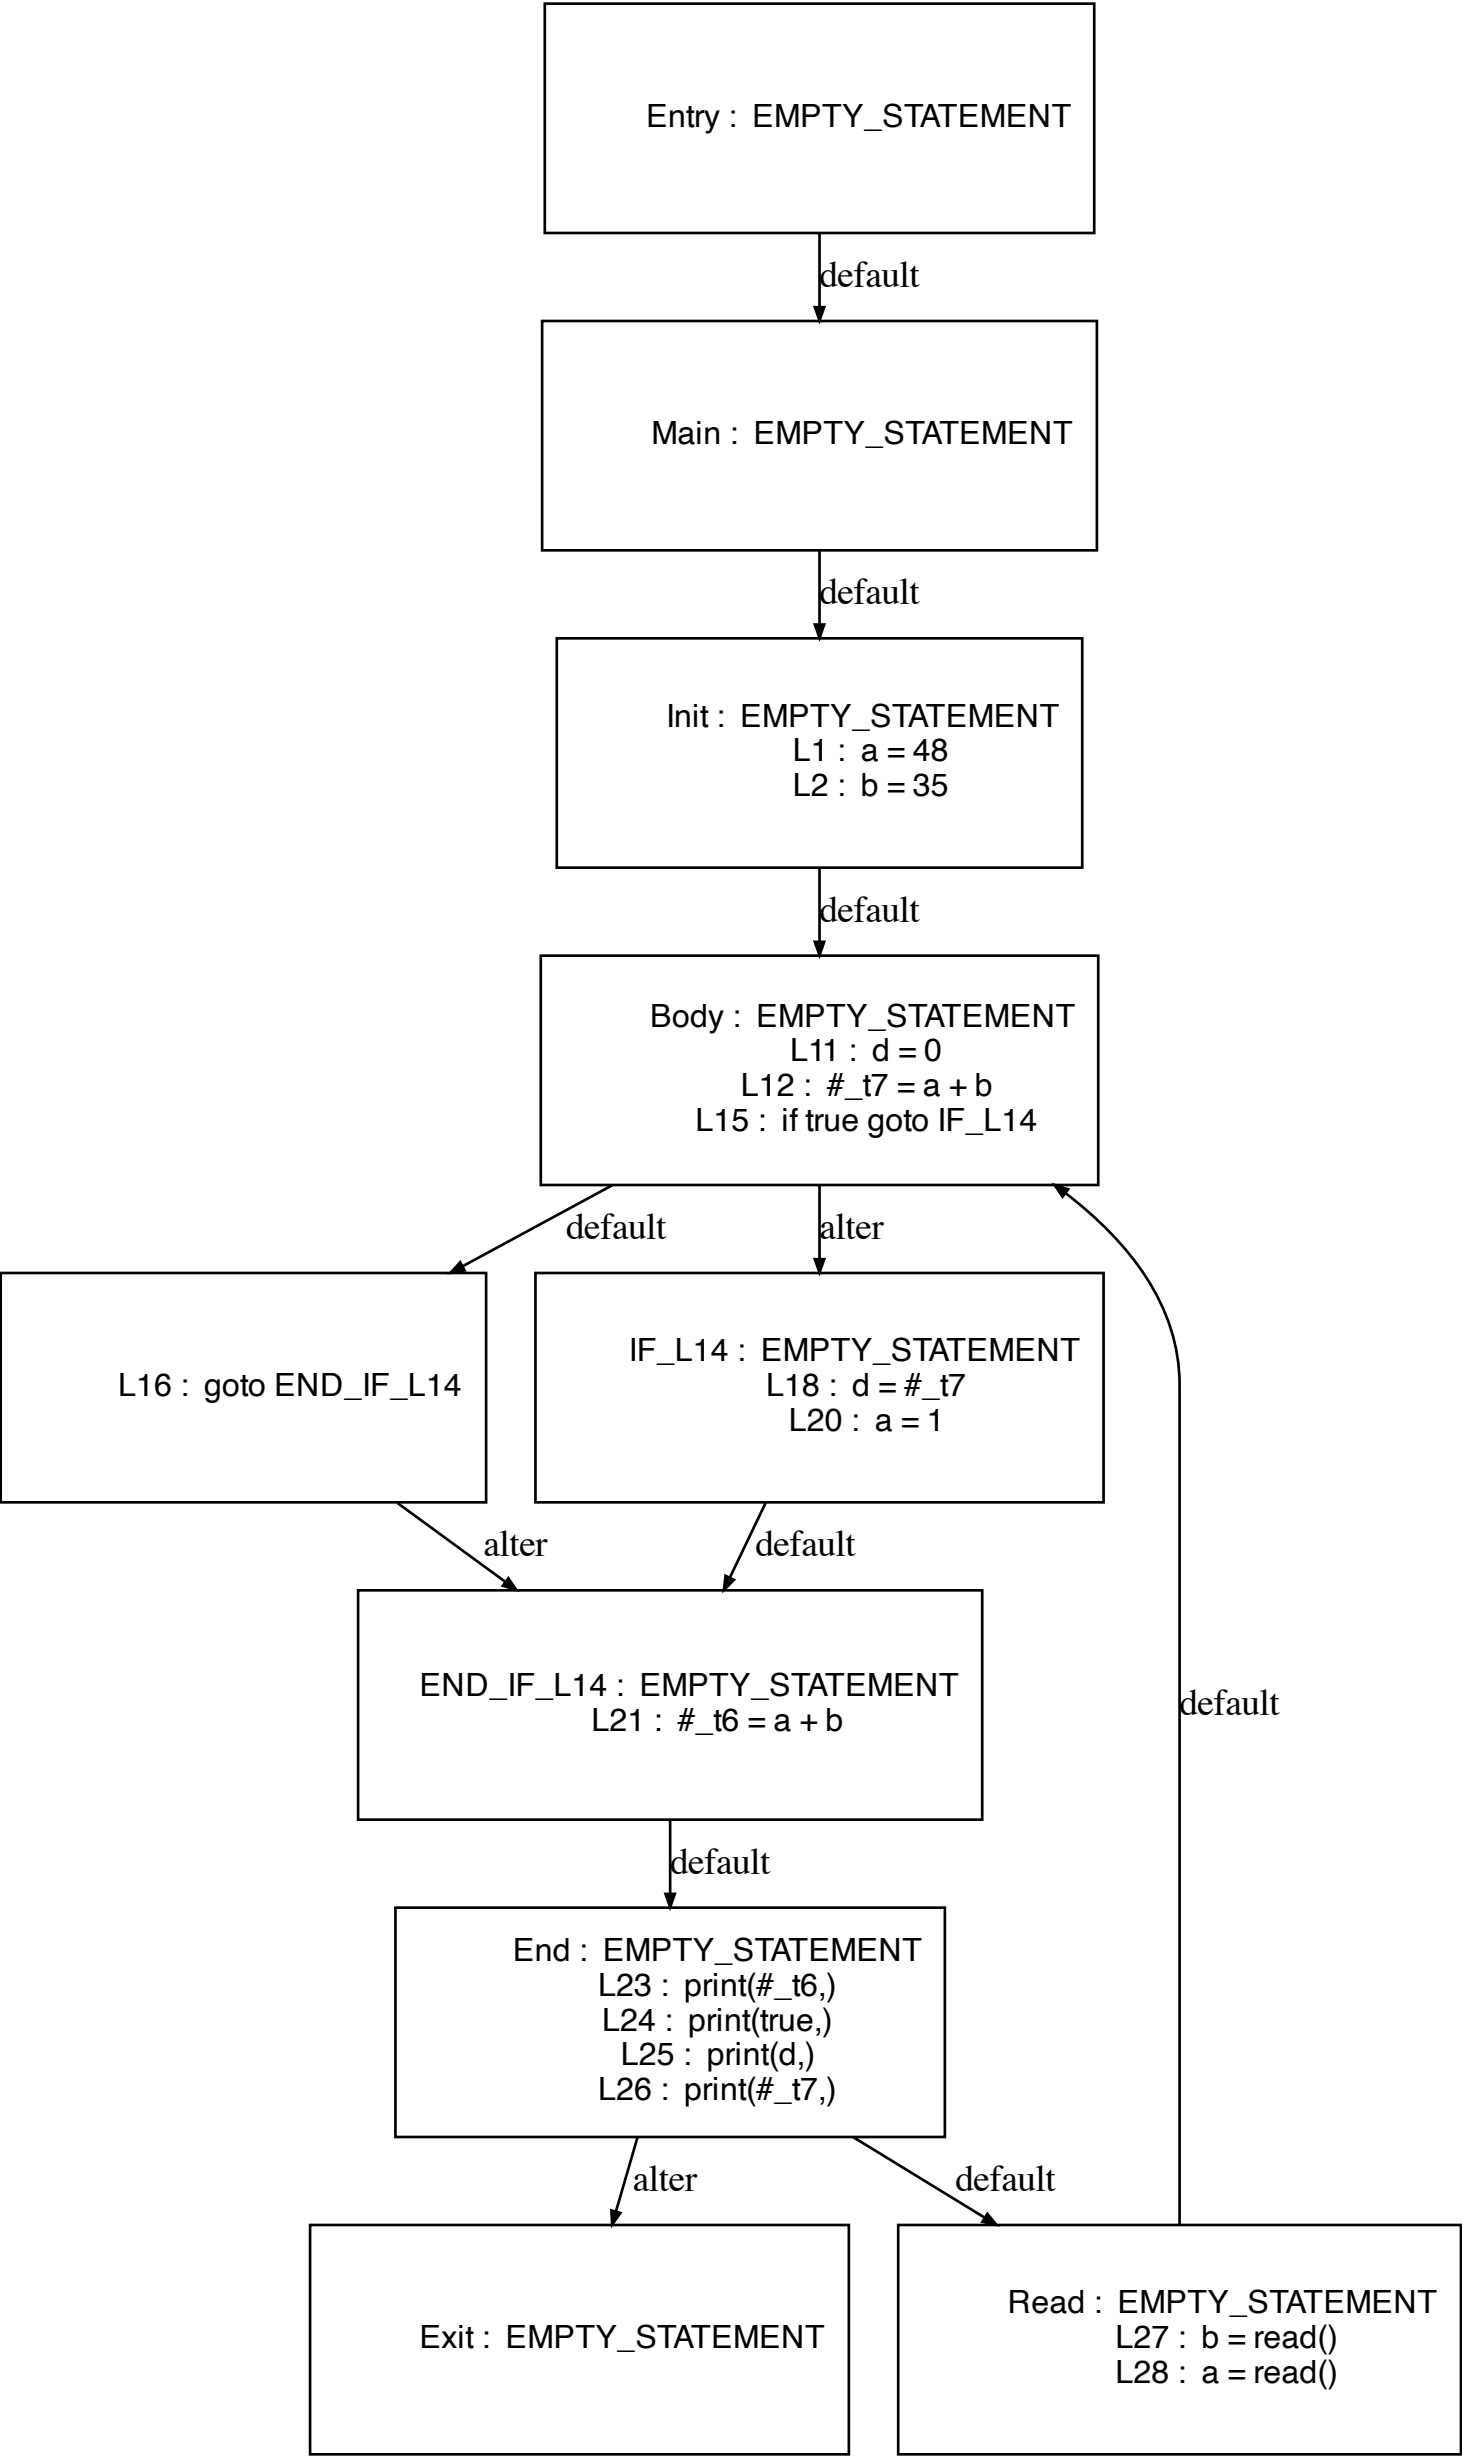 Entry : EMPTY_STATEMENT
default
Main : EMPTY_STATEMENT
default
Init : EMPTY_STATEMENT
L1 : a = 48
L2 : b = 35
default
Body : EMPTY_STATEMENT
L11 : d = 0
L12 : #_t7 = a + b
L15 : if true goto IF_L14
default
alter
L16 : goto END_IF_L14
IF_L14 : EMPTY_STATEMENT
L18 : d = #_t7
L20 : a = 1
alter
default
END_IF_L14 : EMPTY_STATEMENT
L21 : #_t6 = a + b
default
default
End : EMPTY_STATEMENT
L23 : print(#_t6,)
L24 : print(true,)
L25 : print(d,)
L26 : print(#_t7,)
alter
default
Exit : EMPTY_STATEMENT
Read : EMPTY_STATEMENT
L27 : b = read()
L28 : a = read()